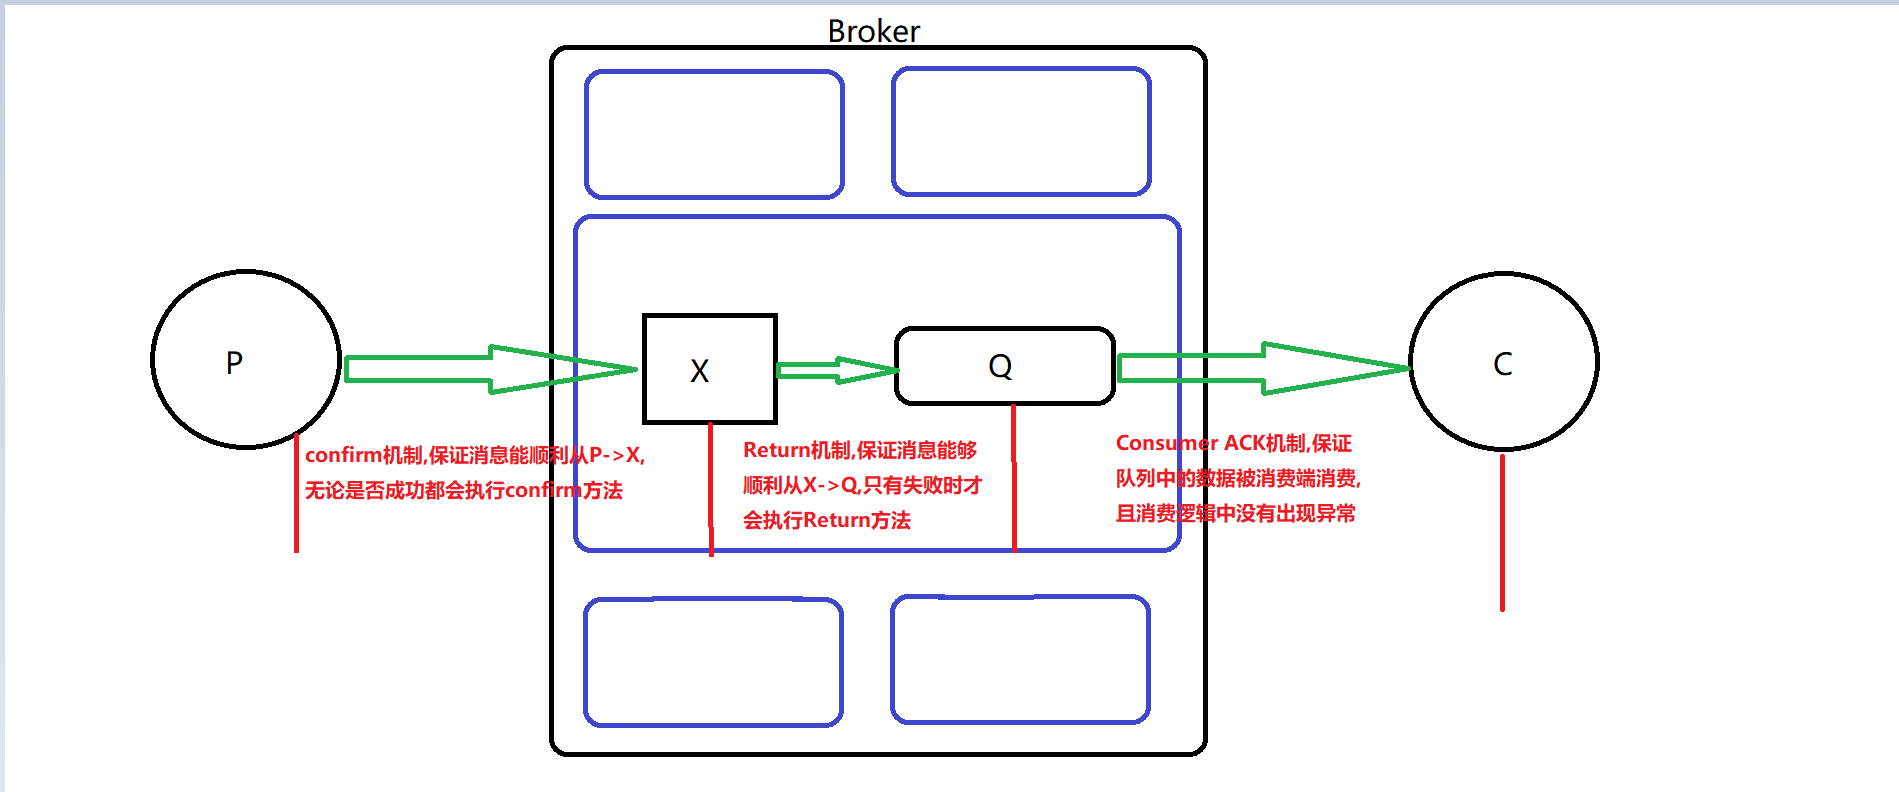 Broker
P
X
Q
C
confirm机制,保证消息能顺利从P->X,
无论是否成功都会执行confirm方法
Return机制,保证消息能够
顺利从X->Q,只有失败时才
会执行Return方法
Consumer ACK机制,保证
队列中的数据被消费端消费,
且消费逻辑中没有出现异常